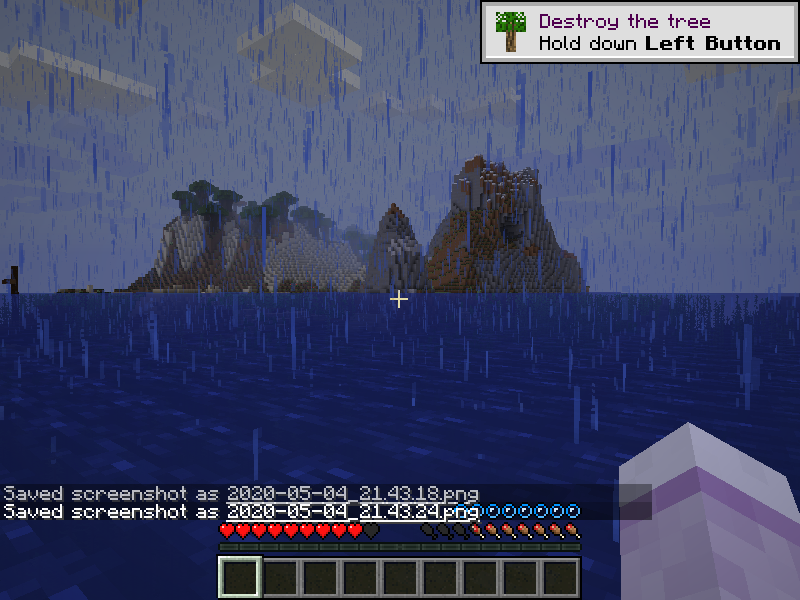 Destroy the tree
Hold down Left Button
Saved screenshot as 2020-05-04_21.43.18.png
Saved screenshot as 2020-05-04_21.43.24.png